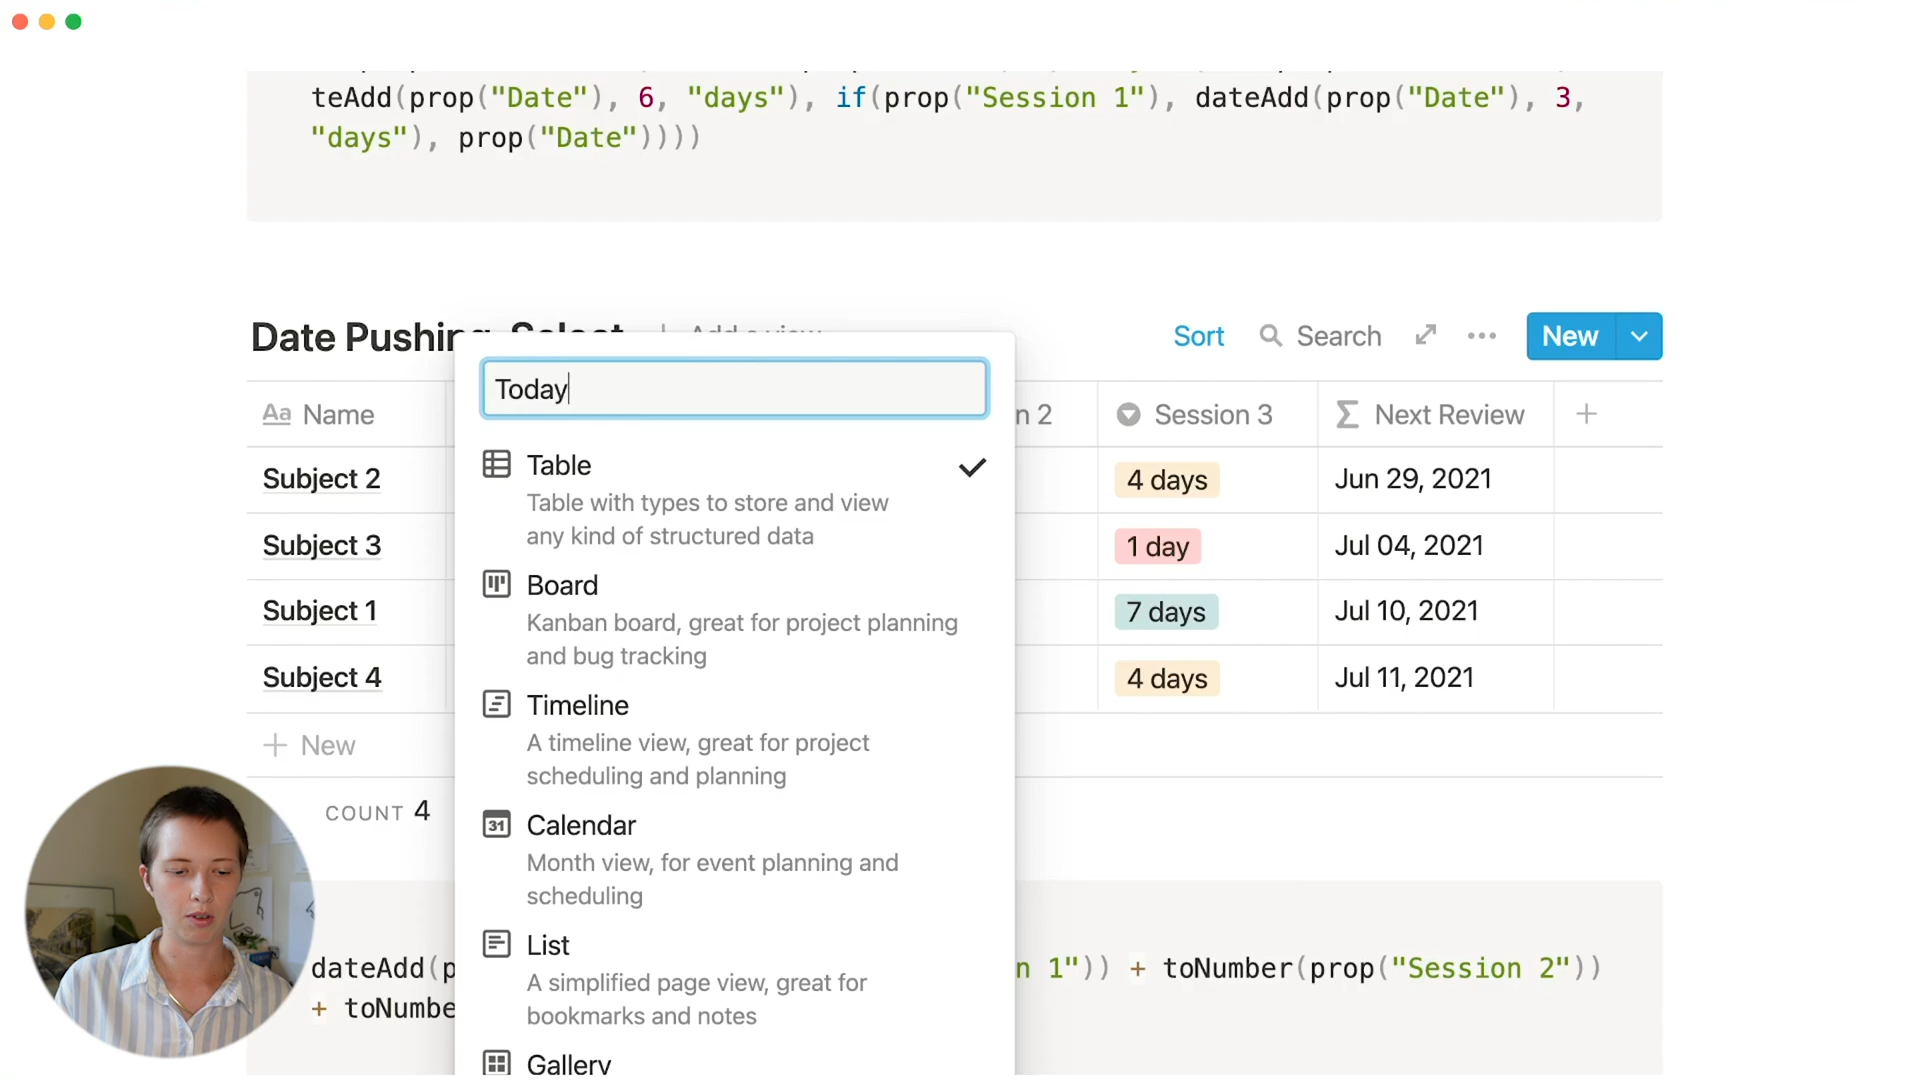 teAdd(prop("Date"), 6, "days"), if(prop("Session 1"), dateAdd(prop("Date"), 3,
"days"), prop("Date"))))
Date Pushing Select
Add a view
Sort
Search
New
Today
Aa Name
n 2
Session 3
Next Review
Subject 2
4 days
Jun 29, 2021
Subject 3
1 day
Jul 04, 2021
Subject 1
7 days
Jul 10, 2021
Subject 4
4 days
Jul 11, 2021
+ New
COUNT 4
Table
Table with types to store and view
any kind of structured data
Board
Kanban board, great for project planning
and bug tracking
Timeline
A timeline view, great for project
scheduling and planning
31
Calendar
Month view, for event planning and
scheduling
List
A simplified page view, great for
bookmarks and notes
Gallery
dateAdd(p
n 1")) + toNumber(prop("Session 2"))
+ toNumbe